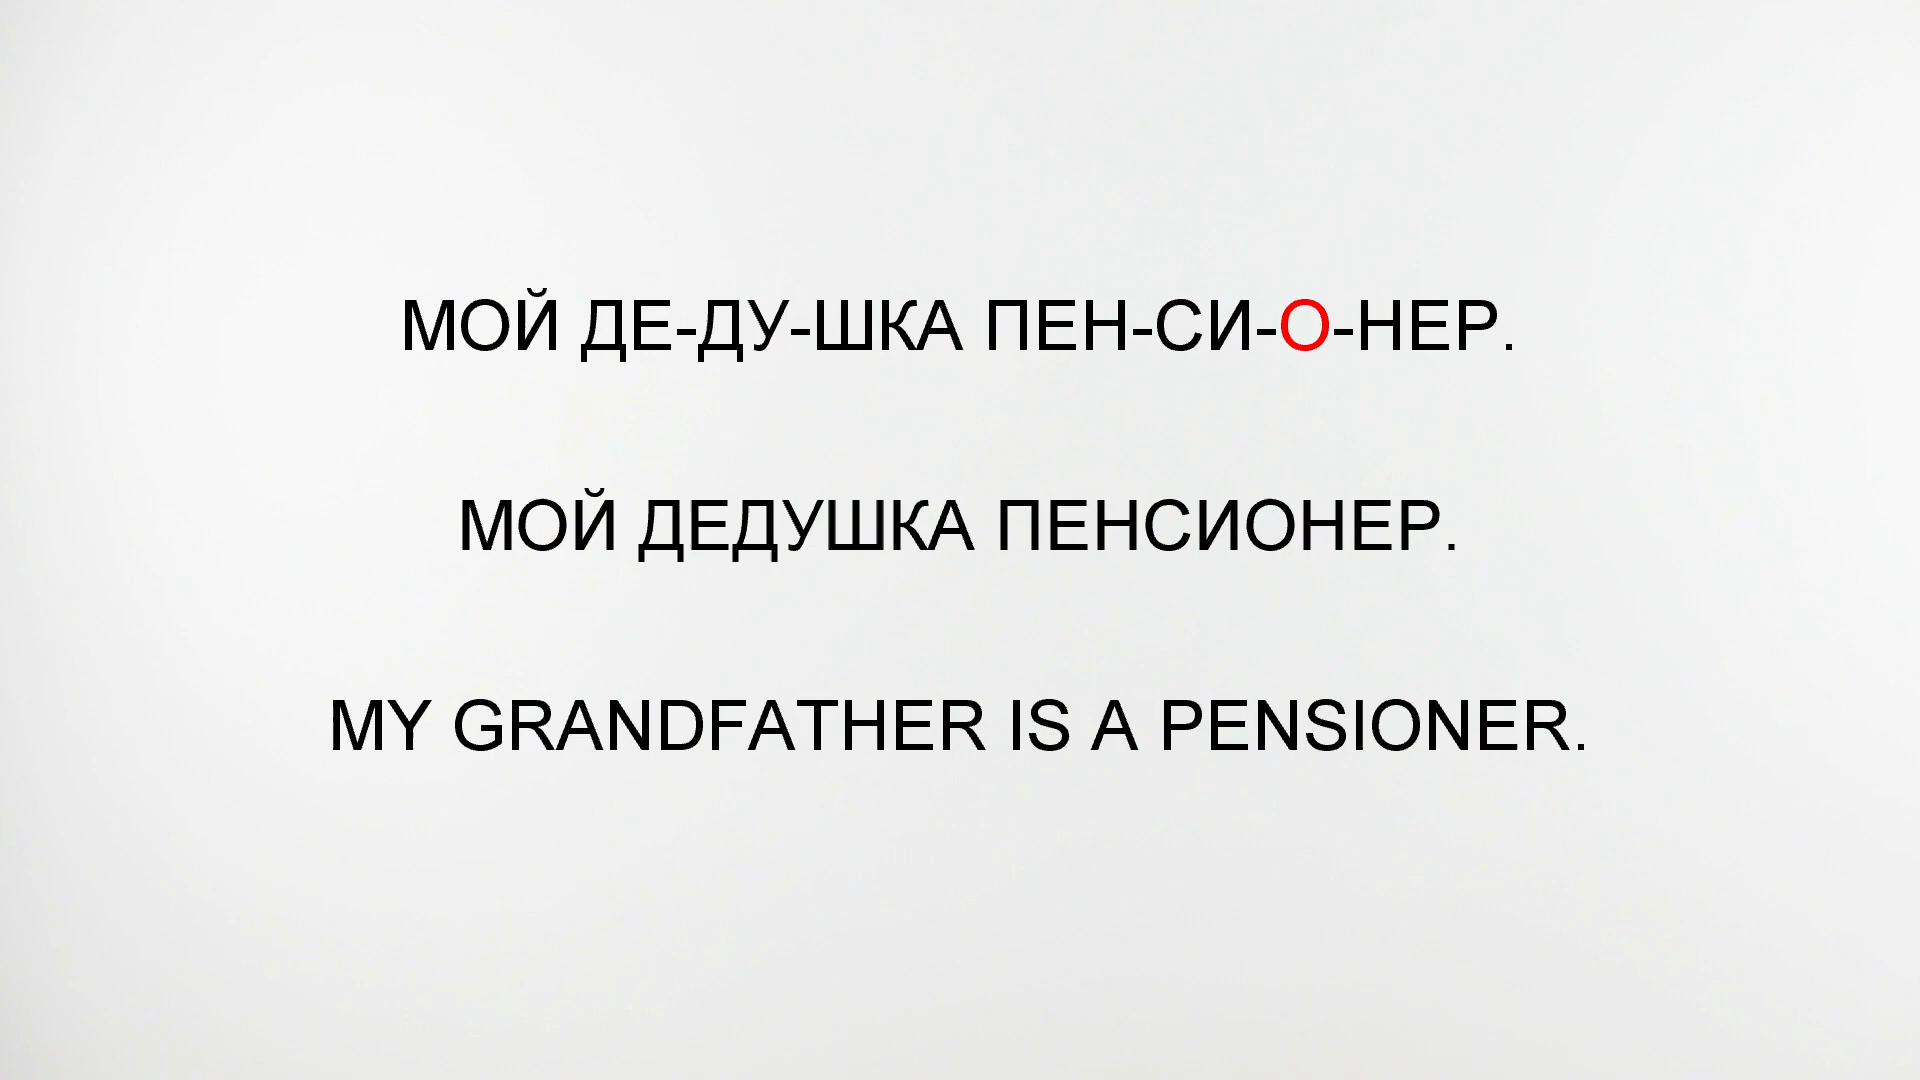 МОЙ ДЕ-ДУ-ШКА ПЕН-СИ-О-НЕР.
МОЙ ДЕДУШКА ПЕНСИОНЕР.
MY GRANDFATHER IS A PENSIONER.